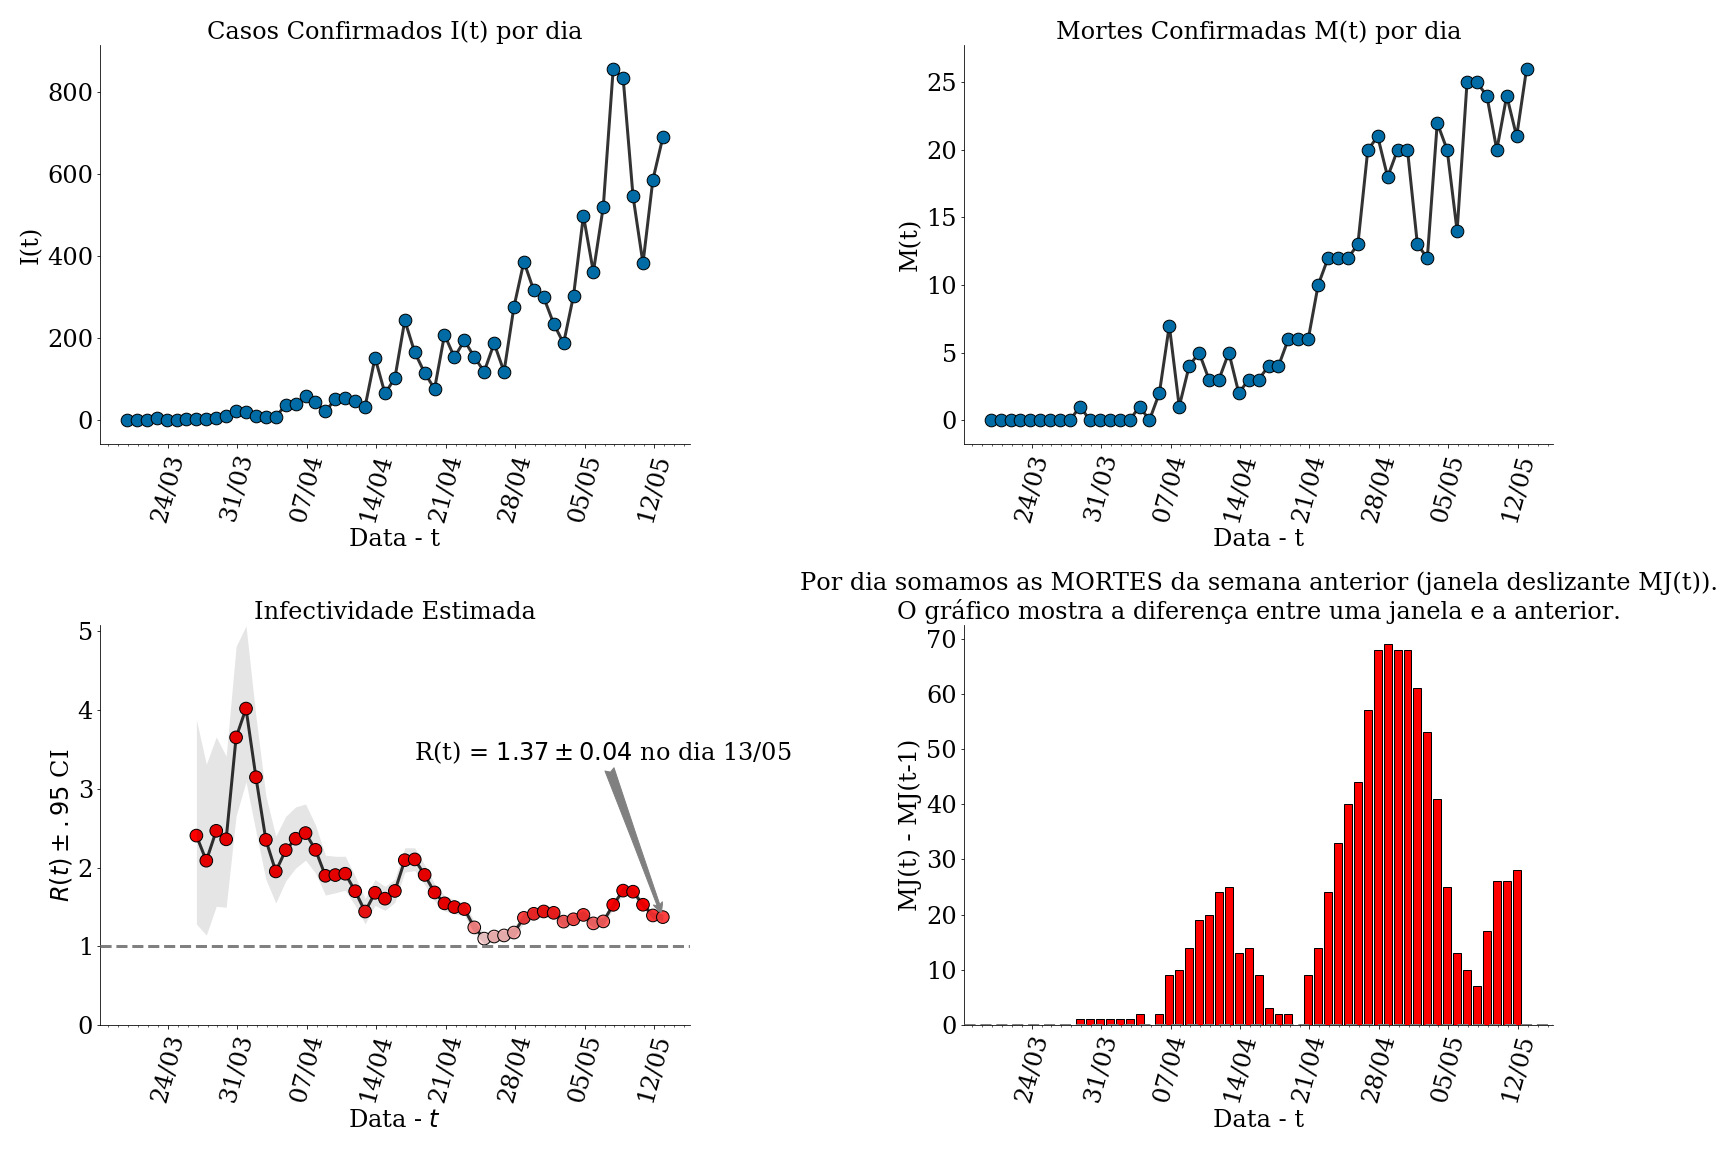 Casos Confirmados I(t) por dia
I(t)
800
600
400
200
0
24/03 31/03 07/04 14/04 21/04 28/04 05/05 12/05
Data - t
Mortes Confirmadas M(t) por dia
M(t)
25
20
15
10
5
0
24/03 31/03 07/04 14/04 21/04 28/04 05/05 12/05
Data - t
Infectividade Estimada
R(t) ± .95 CI
5
4
3
2
1
0
R(t) = 1.37 ± 0.04 no dia 13/05
24/03 31/03 07/04 14/04 21/04 28/04 05/05 12/05
Data - t
Por dia somamos as MORTES da semana anterior (janela deslizante MJ(t)).
O gráfico mostra a diferença entre uma janela e a anterior.
MJ(t) - MJ(t-1)
70
60
50
40
30
20
10
0
24/03 31/03 07/04 14/04 21/04 28/04 05/05 12/05
Data - t